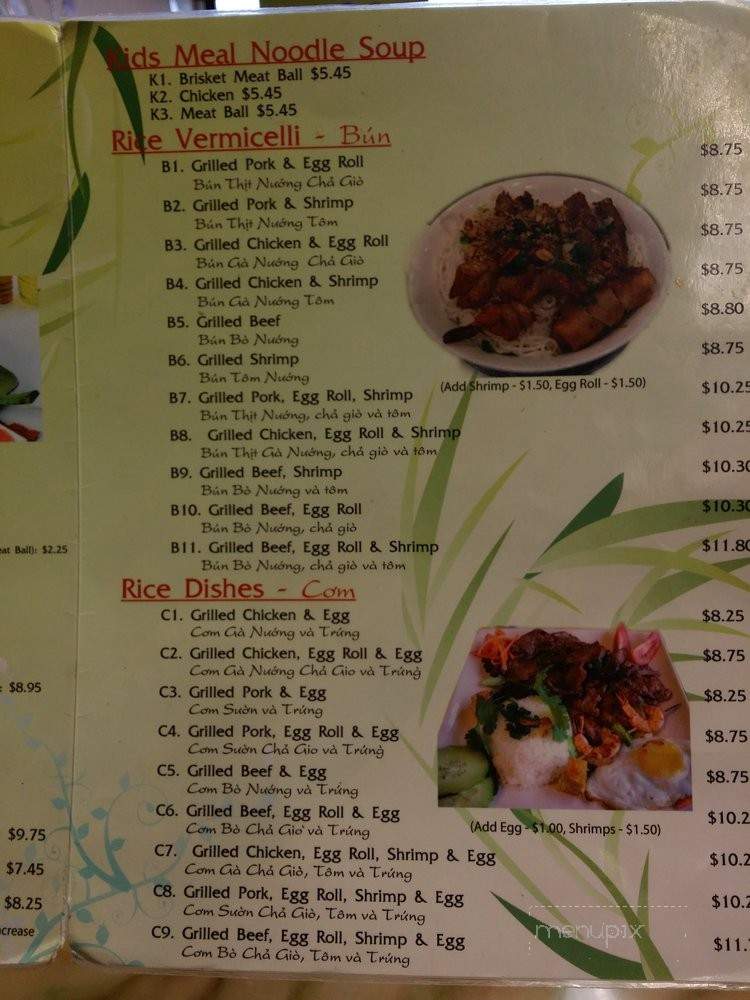 Kids Meal Noodle Soup
K1. Brisket Meat Ball $5.45
K2. Chicken $5.45
K3. Meat Ball $5.45
Rice Vermicelli - Bún
B1. Grilled Pork & Egg Roll $8.75
Bún Thịt Nướng Chả Giò
B2. Grilled Pork & Shrimp $8.75
Bún Thịt Nướng Tôm
B3. Grilled Chicken & Egg Roll $8.75
Bún Gà Nướng Chả Giò
B4. Grilled Chicken & Shrimp $8.75
Bún Gà Nướng Tôm
B5. Grilled Beef $8.80
Bún Bò Nướng
B6. Grilled Shrimp $8.75
Bún Tôm Nướng
(Add Shrimp - $1.50, Egg Roll - $1.50)
B7. Grilled Pork, Egg Roll, Shrimp $10.25
Bún Thịt Nướng, chả giò và tôm
B8. Grilled Chicken, Egg Roll & Shrimp $10.25
Bún Thịt Gà Nướng, chả giò và tôm
B9. Grilled Beef, Shrimp $10.30
Bún Bò Nướng và tôm
B10. Grilled Beef, Egg Roll $10.30
Bún Bò Nướng, chả giò
B11. Grilled Beef, Egg Roll & Shrimp $11.80
Bún Bò Nướng, chả giò và tôm
Rice Dishes - Cơm
C1. Grilled Chicken & Egg $8.25
Cơm Gà Nướng và Trứng
C2. Grilled Chicken, Egg Roll & Egg $8.75
Cơm Gà Nướng Chả Gio và Trứng
C3. Grilled Pork & Egg $8.25
Cơm Sườn và Trứng
C4. Grilled Pork, Egg Roll & Egg $8.75
Cơm Sườn Chả Gio và Trứng
C5. Grilled Beef & Egg $8.75
Cơm Bò Nướng và Trứng
C6. Grilled Beef, Egg Roll & Egg $10.2
Cơm Bò Chả Giò và Trứng
(Add Egg - $1.00, Shrimps - $1.50)
C7. Grilled Chicken, Egg Roll, Shrimp & Egg $10.2
Cơm Gà Chả Giò, Tôm và Trứng
C8. Grilled Pork, Egg Roll, Shrimp & Egg $10.2
Cơm Sườn Chả Giò, Tôm và Trứng
C9. Grilled Beef, Egg Roll, Shrimp & Egg $11.
Cơm Bò Chả Giò, Tôm và Trứng
eat Ball): $2.25
: $8.95
$9.75
$7.45
$8.25
ncrease
menupix